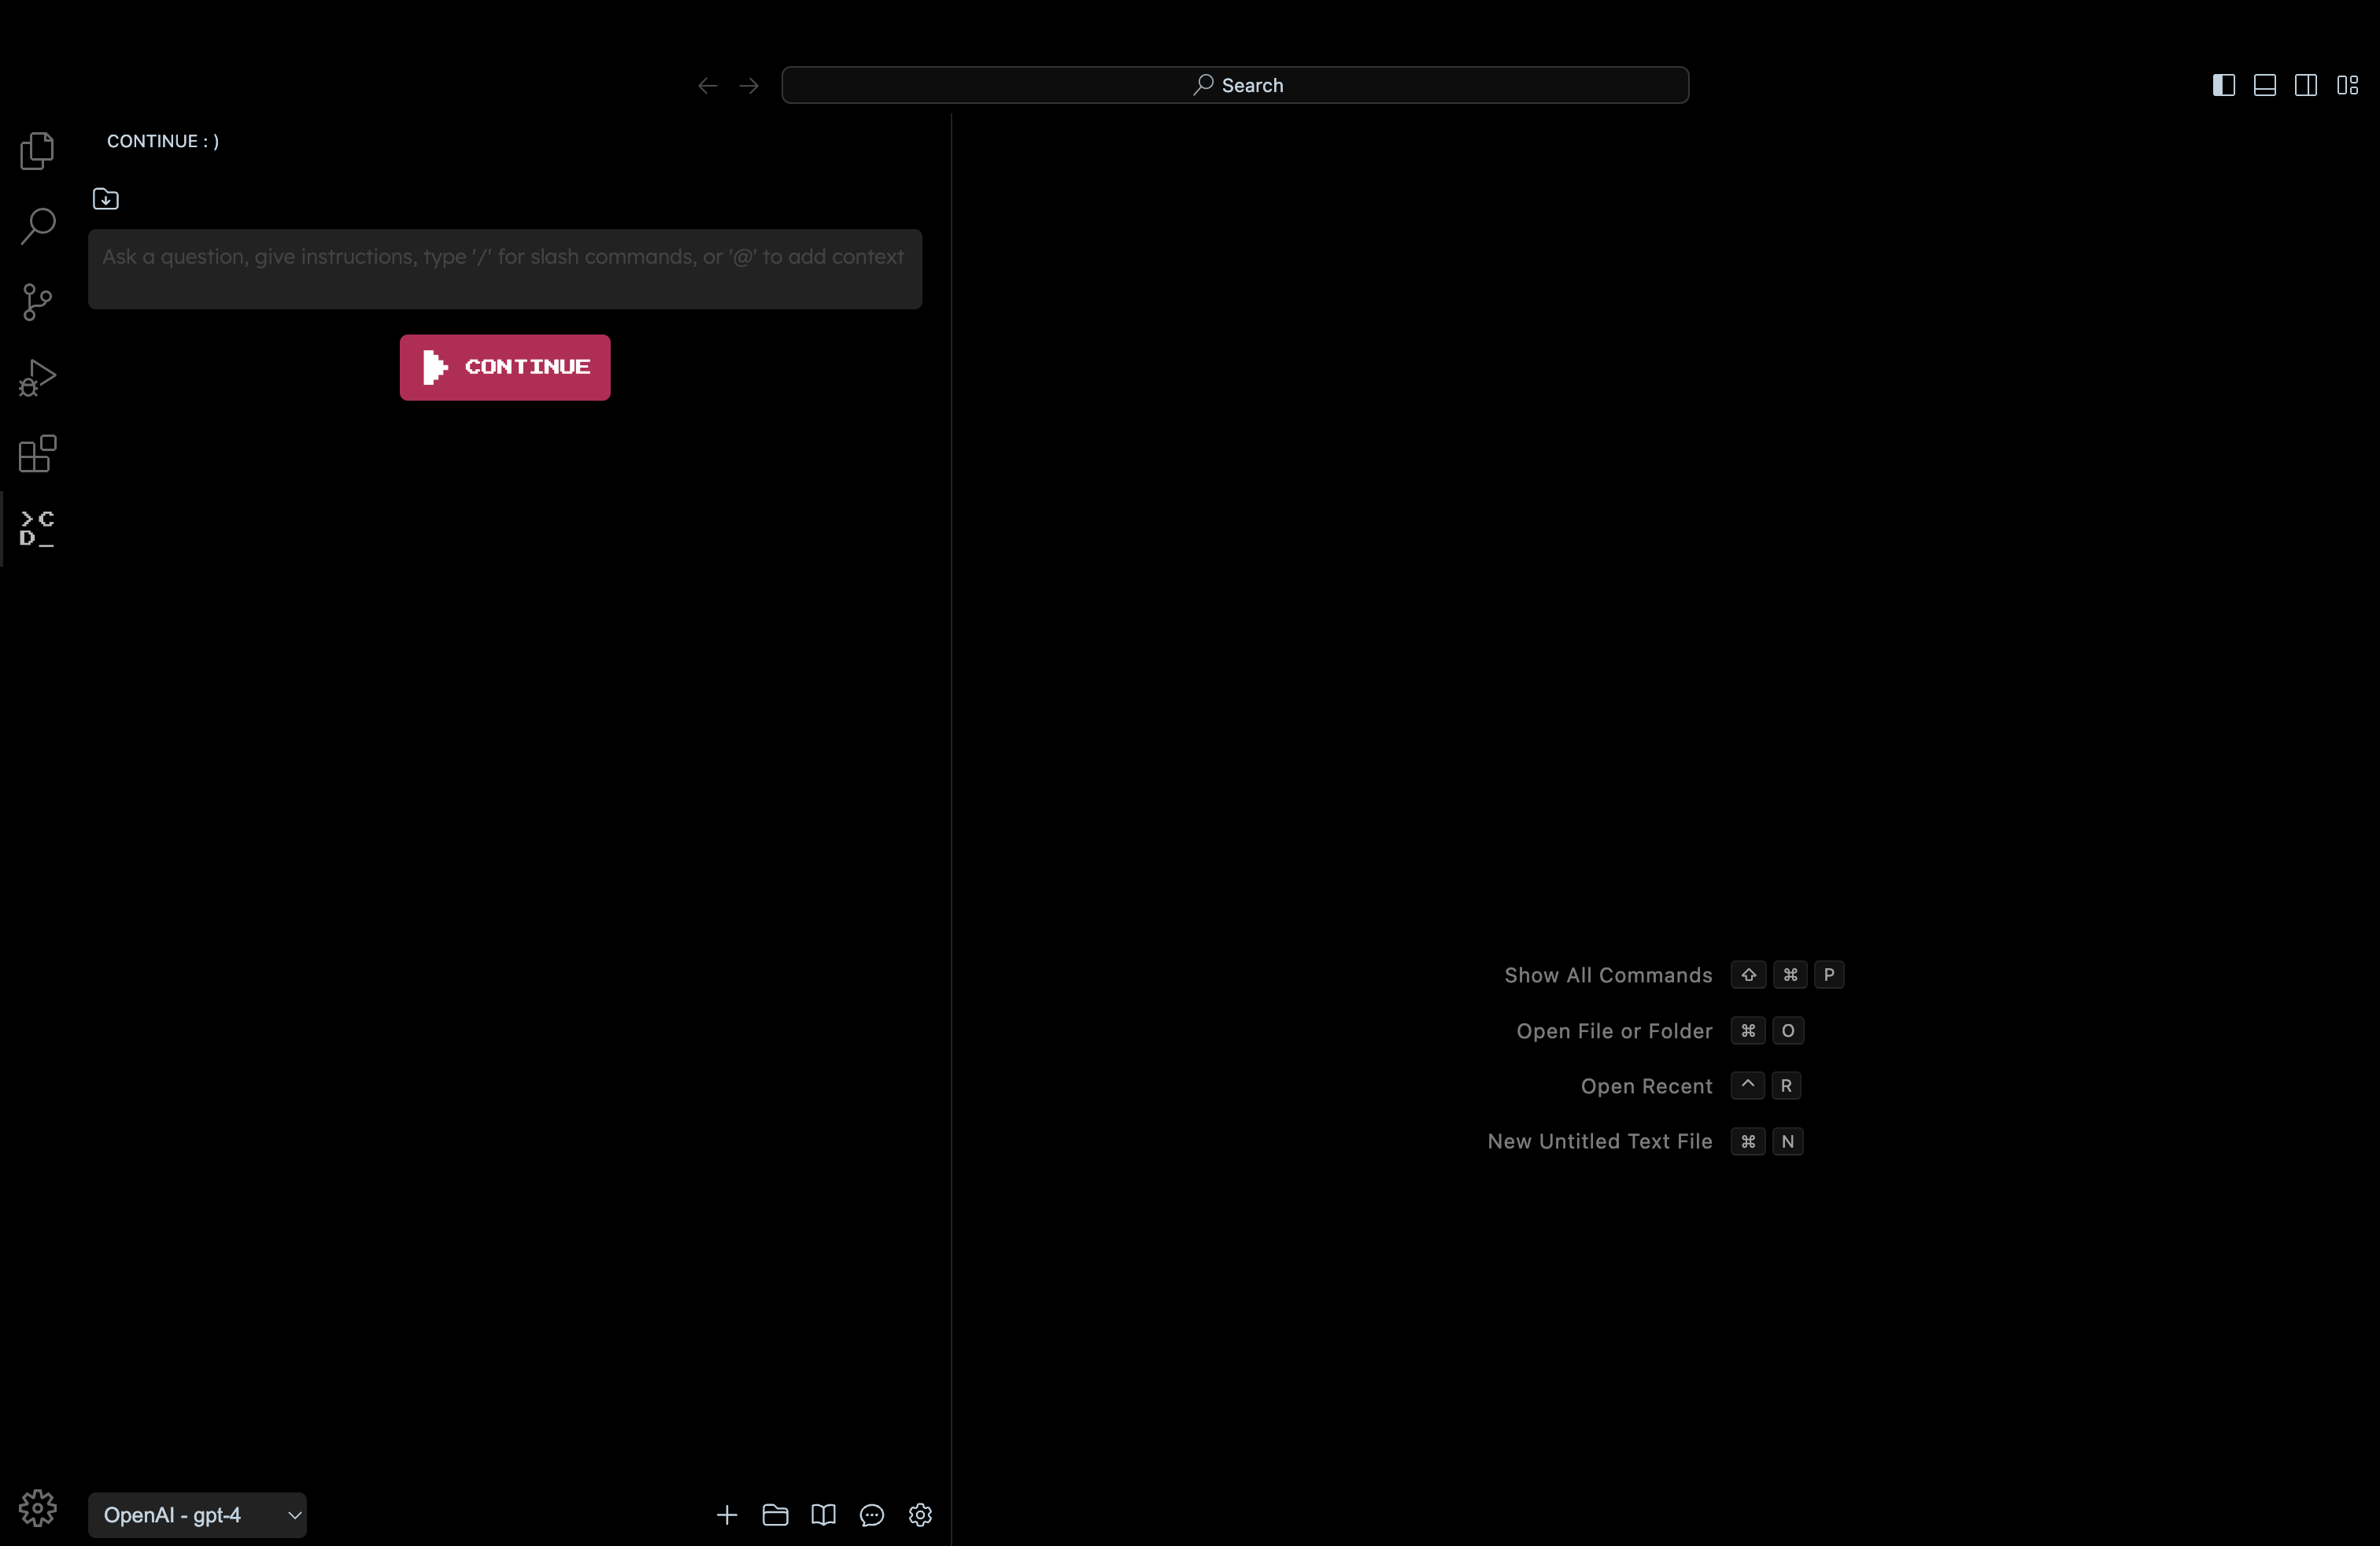 Search
CONTINUE : )
Ask a question, give instructions, type '/' for slash commands, or '@' to add context
CONTINUE
>C
D_
Show All Commands ⇧ ⌘ P
Open File or Folder ⌘ O
Open Recent ^ R
New Untitled Text File ⌘ N
OpenAI - gpt-4